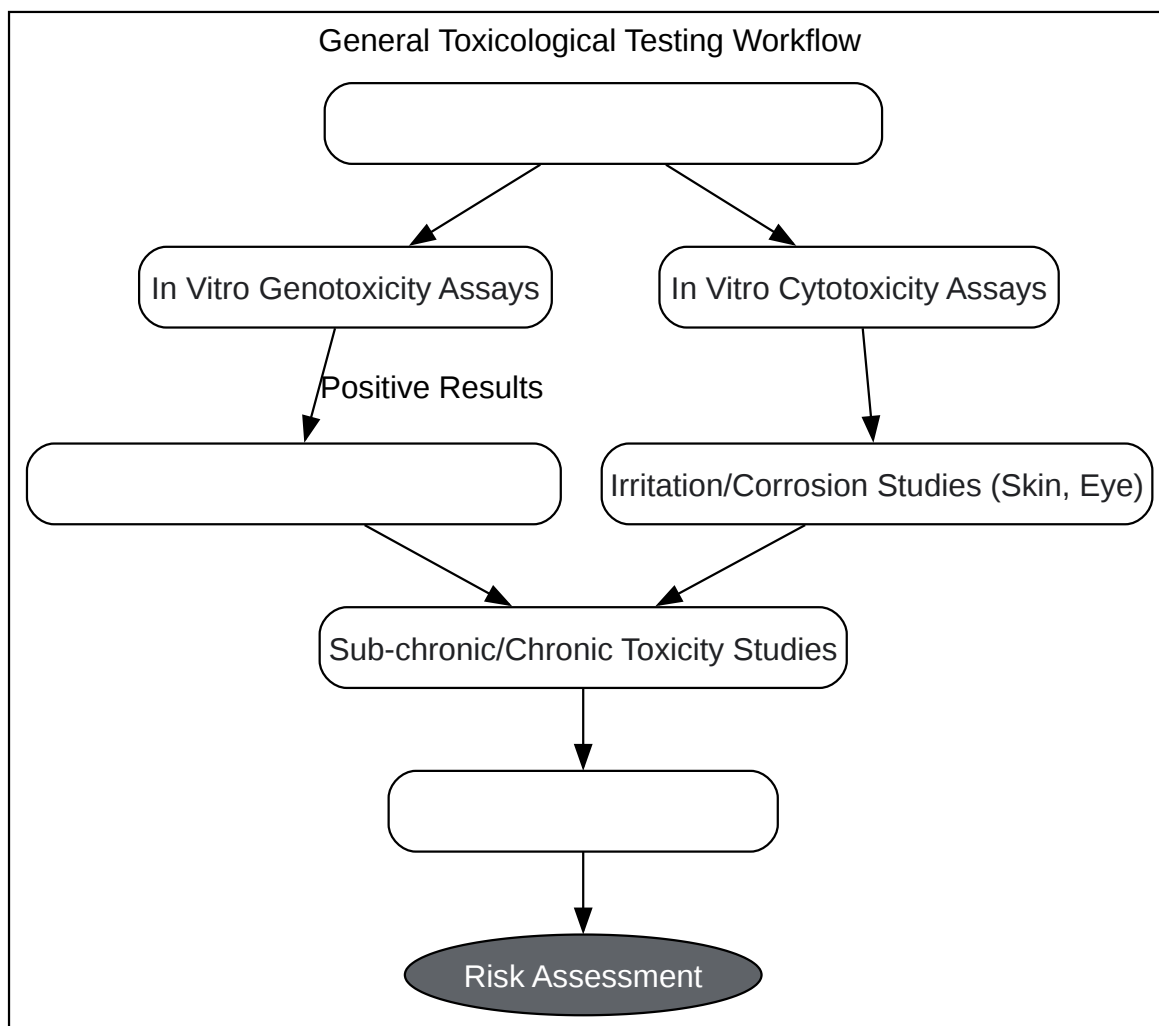 General Toxicological Testing Workflow
In Vitro Genotoxicity Assays
In Vitro Cytotoxicity Assays
Positive Results
Irritation/Corrosion Studies (Skin, Eye)
Sub-chronic/Chronic Toxicity Studies
Risk Assessment